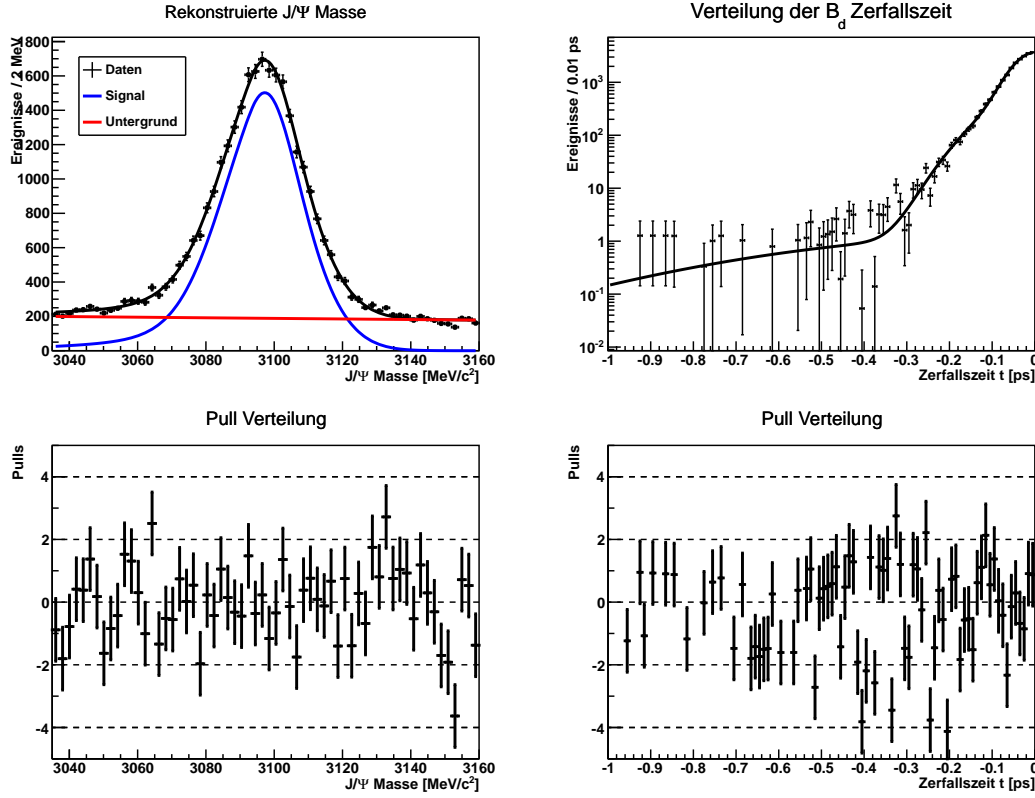 Rekonstruierte J/Ψ Masse
Ereignisse / 2 MeV
1800
1600
1400
1200
1000
800
600
400
200
0
Daten
Signal
Untergrund
3040 3060 3080 3100 3120 3140 3160
J/Ψ Masse [MeV/c²]
Verteilung der B_d Zerfallszeit
Ereignisse / 0.01 ps
10³
10²
10
1
10⁻¹
10⁻²
-1 -0.9 -0.8 -0.7 -0.6 -0.5 -0.4 -0.3 -0.2 -0.1 0
Zerfallszeit t [ps]
Pull Verteilung
Pulls
4
2
0
-2
-4
3040 3060 3080 3100 3120 3140 3160
J/Ψ Masse [MeV/c²]
Pull Verteilung
Pulls
4
2
0
-2
-4
-1 -0.9 -0.8 -0.7 -0.6 -0.5 -0.4 -0.3 -0.2 -0.1 0
Zerfallszeit t [ps]